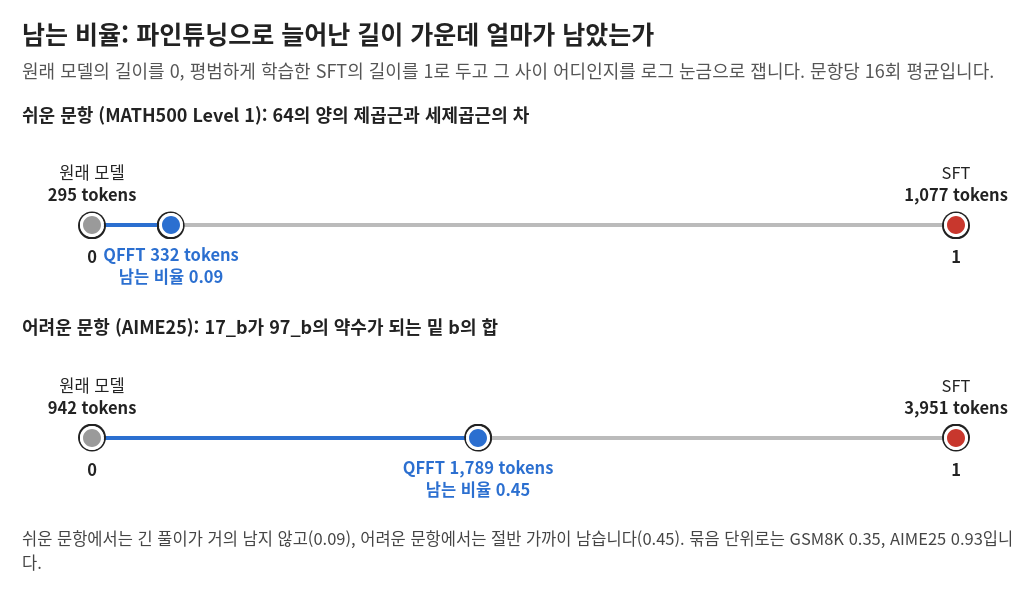 남는 비율: 파인튜닝으로 늘어난 길이 가운데 얼마가 남았는가
원래 모델의 길이를 0, 평범하게 학습한 SFT의 길이를 1로 두고 그 사이 어디인지를 로그 눈금으로 잽니다. 문항당 16회 평균입니다.
쉬운 문항 (MATH500 Level 1): 64의 양의 제곱근과 세제곱근의 차
원래 모델
295 tokens
SFT
1,077 tokens
0
QFFT 332 tokens
남는 비율 0.09
1
어려운 문항 (AIME25): 17_b가 97_b의 약수가 되는 밑 b의 합
원래 모델
942 tokens
SFT
3,951 tokens
0
QFFT 1,789 tokens
남는 비율 0.45
1
쉬운 문항에서는 긴 풀이가 거의 남지 않고(0.09), 어려운 문항에서는 절반 가까이 남습니다(0.45). 묶음 단위로는 GSM8K 0.35, AIME25 0.93입니
다.